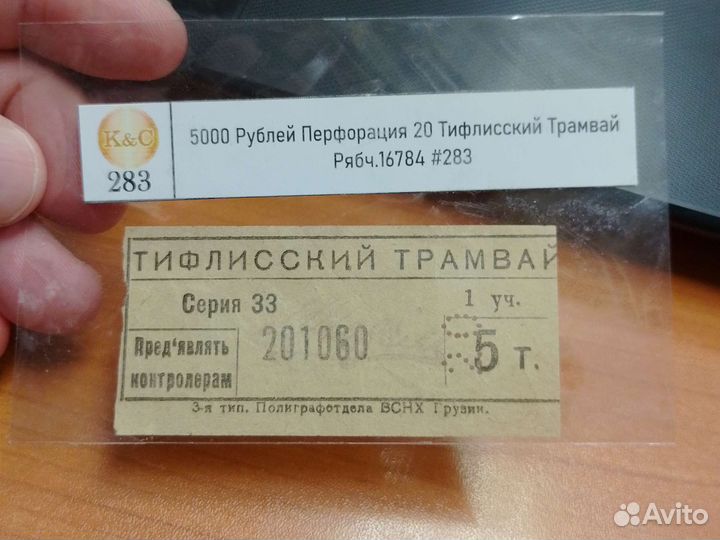 K&C
283
5000 Рублей Перфорация 20 Тифлисский Трамвай
Рябч.16784 #283
ТИФЛИССКИЙ ТРАМВАЙ
Серия 33
1 уч.
Пред'являть
контролерам
201060
5 т.
3-я тип. Полиграфотдела ВСНХ Грузии.
Avito